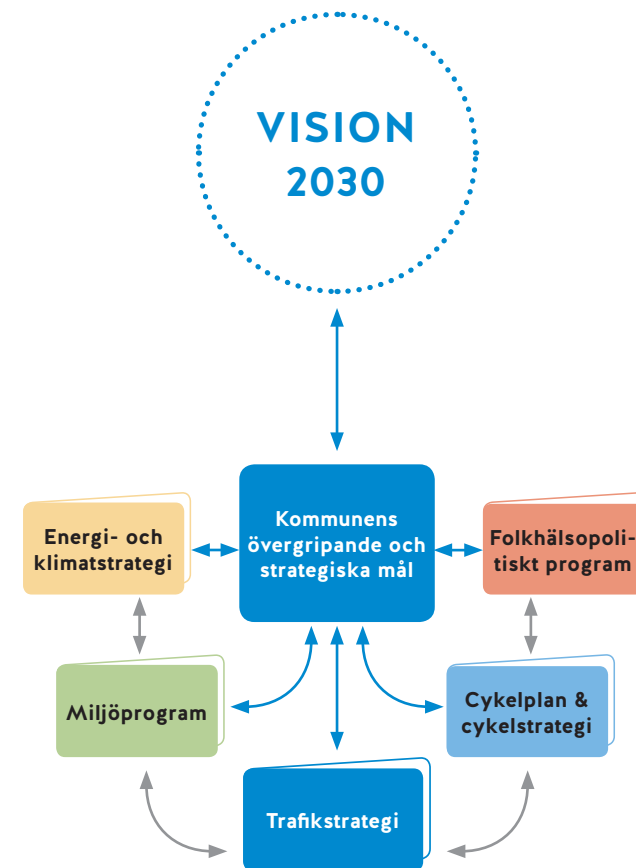 VISION
2030
Kommunens
övergripande och
strategiska mål
Energi- och
klimatstrategi
Folkhälsopoli-
tiskt program
Miljöprogram
Cykelplan &
cykelstrategi
Trafikstrategi